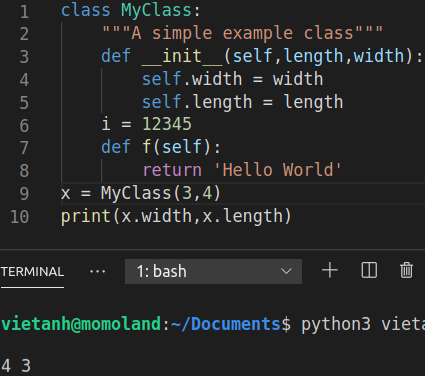 1 class MyClass:
2 """A simple example class"""
3 def __init__(self,length,width):
4 self.width = width
5 self.length = length
6 i = 12345
7 def f(self):
8 return 'Hello World'
9 x = MyClass(3,4)
10 print(x.width,x.length)
TERMINAL ··· 1: bash
vietanh@momoland:~/Documents$ python3 vieta
4 3